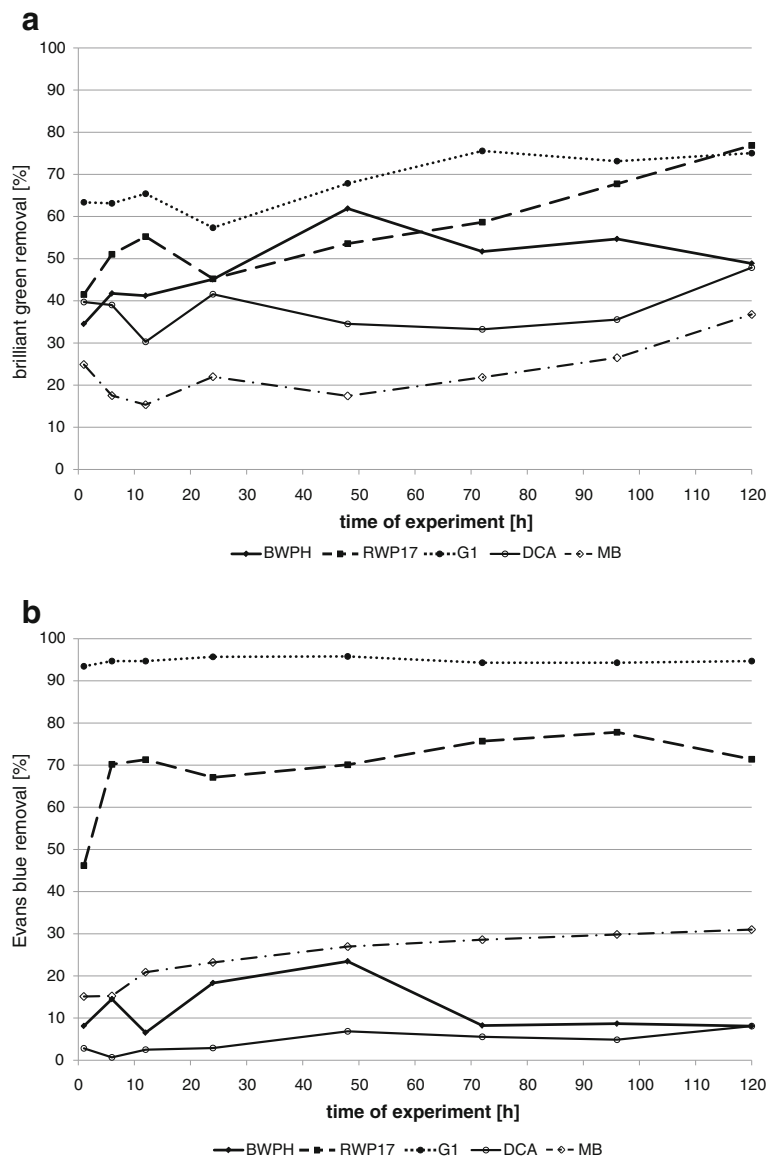 a
100
90
80
70
60
50
40
30
20
10
0
brilliant green removal [%]
0 10 20 30 40 50 60 70 80 90 100 110 120
time of experiment [h]
BWPH RWP17 G1 DCA MB
b
100
90
80
70
60
50
40
30
20
10
0
Evans blue removal [%]
0 10 20 30 40 50 60 70 80 90 100 110 120
time of experiment [h]
BWPH RWP17 G1 DCA MB